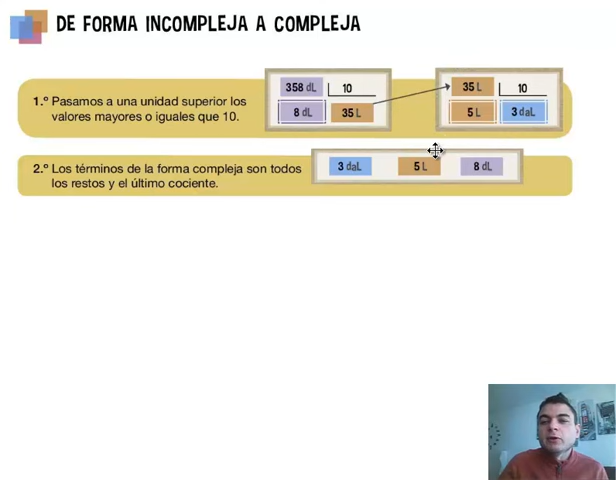 DE FORMA INCOMPLEJA A COMPLEJA
1.º Pasamos a una unidad superior los
valores mayores o iguales que 10.
358 dL 10
8 dL 35 L
35 L 10
5 L 3 daL
2.º Los términos de la forma compleja son todos
los restos y el último cociente.
3 daL 5 L 8 dL